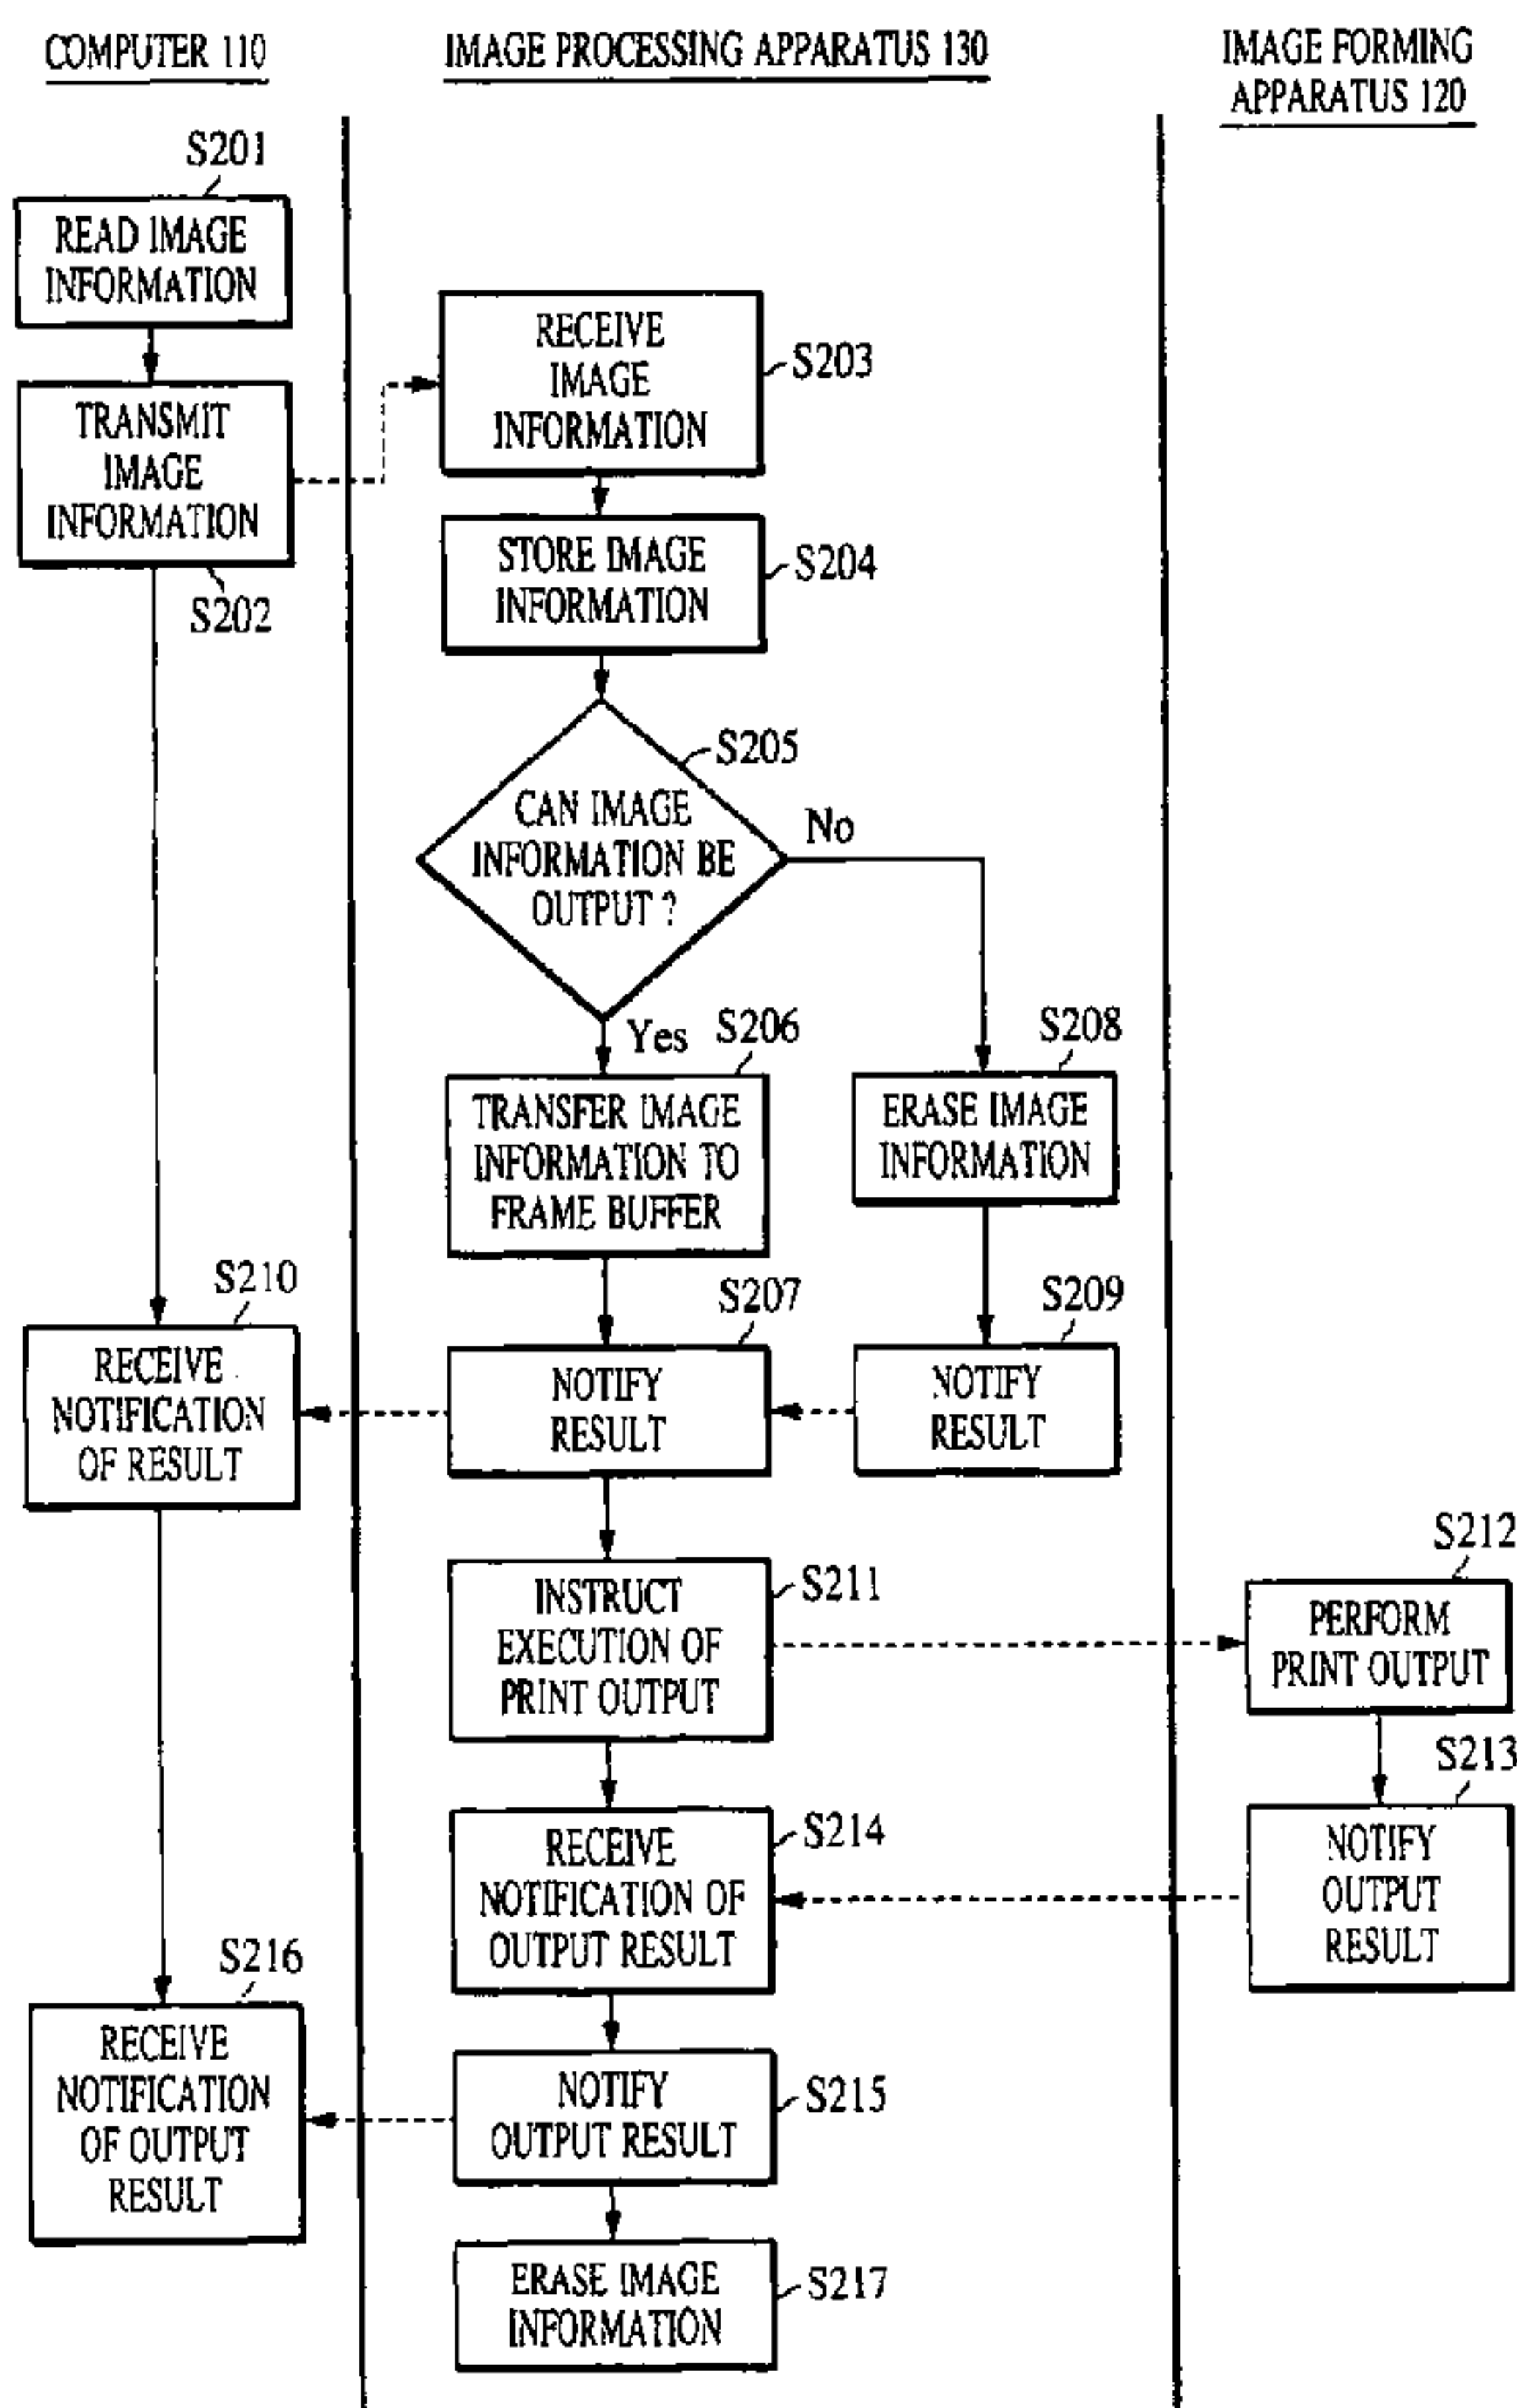 COMPUTER 110
IMAGE PROCESSING APPARATUS 130
IMAGE FORMING
APPARATUS 120
S201
READ IMAGE
INFORMATION
TRANSMIT
IMAGE
INFORMATION
S202
RECEIVE
IMAGE
INFORMATION
S203
STORE IMAGE
INFORMATION
S204
S205
CAN IMAGE
INFORMATION BE
OUTPUT ?
No
Yes
S206
TRANSFER IMAGE
INFORMATION TO
FRAME BUFFER
S208
ERASE IMAGE
INFORMATION
S210
RECEIVE
NOTIFICATION
OF RESULT
S207
NOTIFY
RESULT
S209
NOTIFY
RESULT
INSTRUCT
EXECUTION OF
PRINT OUTPUT
S211
S212
PERFORM
PRINT OUTPUT
S213
NOTIFY
OUTPUT
RESULT
RECEIVE
NOTIFICATION OF
OUTPUT RESULT
S214
S216
RECEIVE
NOTIFICATION
OF OUTPUT
RESULT
NOTIFY
OUTPUT RESULT
S215
ERASE IMAGE
INFORMATION
S217